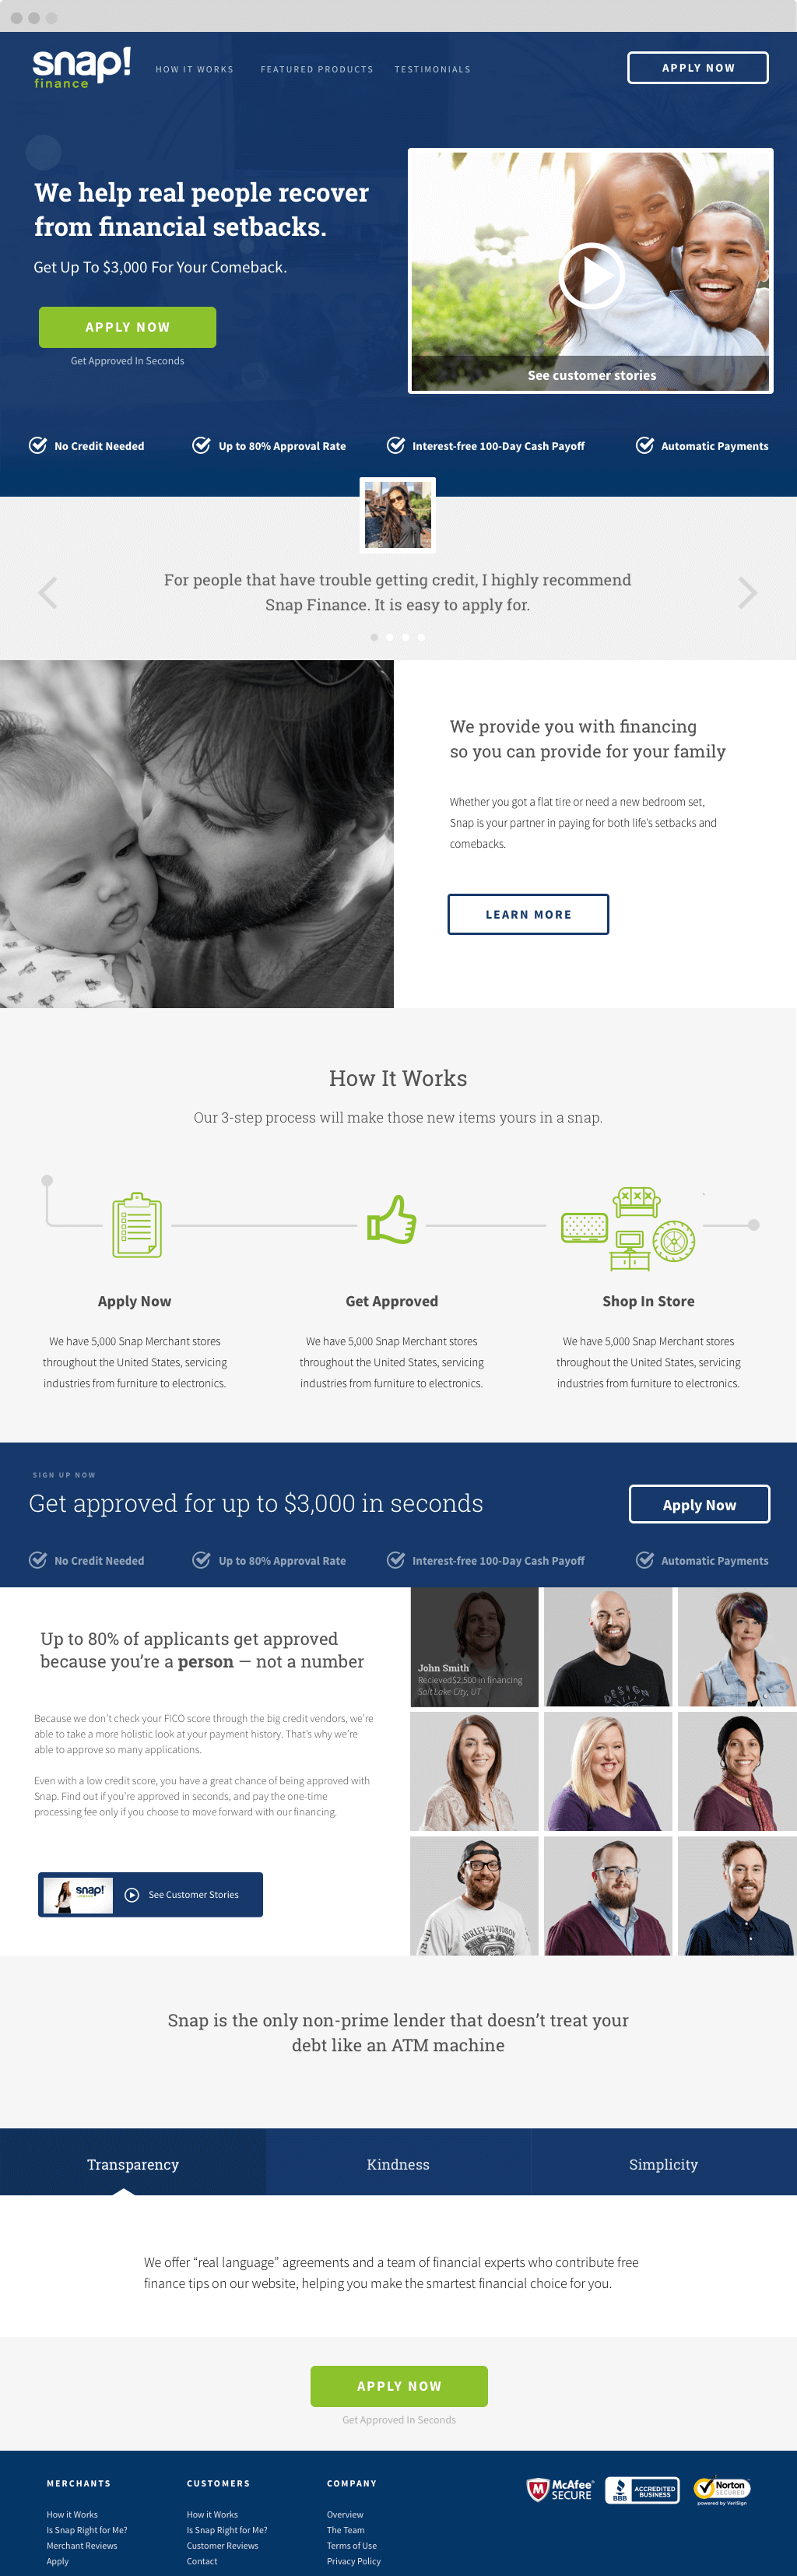 snap!
finance
HOW IT WORKS
FEATURED PRODUCTS
TESTIMONIALS
APPLY NOW
We help real people recover
from financial setbacks.
Get Up To $3,000 For Your Comeback.
APPLY NOW
Get Approved In Seconds
See customer stories
No Credit Needed
Up to 80% Approval Rate
Interest-free 100-Day Cash Payoff
Automatic Payments
For people that have trouble getting credit, I highly recommend
Snap Finance. It is easy to apply for.
We provide you with financing
so you can provide for your family
Whether you got a flat tire or need a new bedroom set,
Snap is your partner in paying for both life's setbacks and
comebacks.
LEARN MORE
How It Works
Our 3-step process will make those new items yours in a snap.
Apply Now
We have 5,000 Snap Merchant stores
throughout the United States, servicing
industries from furniture to electronics.
Get Approved
We have 5,000 Snap Merchant stores
throughout the United States, servicing
industries from furniture to electronics.
Shop In Store
We have 5,000 Snap Merchant stores
throughout the United States, servicing
industries from furniture to electronics.
SIGN UP NOW
Get approved for up to $3,000 in seconds
Apply Now
No Credit Needed
Up to 80% Approval Rate
Interest-free 100-Day Cash Payoff
Automatic Payments
Up to 80% of applicants get approved
because you're a person — not a number
Because we don't check your FICO score through the big credit vendors, we're
able to take a more holistic look at your payment history. That's why we're
able to approve so many applications.
Even with a low credit score, you have a great chance of being approved with
Snap. Find out if you're approved in seconds, and pay the one-time
processing fee only if you choose to move forward with our financing.
snap!
See Customer Stories
John Smith
Recieved$2,500 in financing
Salt Lake City, UT
DESIGN
HARLEY-DAVIDSON
Snap is the only non-prime lender that doesn't treat your
debt like an ATM machine
Transparency
Kindness
Simplicity
We offer "real language" agreements and a team of financial experts who contribute free
finance tips on our website, helping you make the smartest financial choice for you.
APPLY NOW
Get Approved In Seconds
MERCHANTS
How it Works
Is Snap Right for Me?
Merchant Reviews
Apply
CUSTOMERS
How it Works
Is Snap Right for Me?
Customer Reviews
Contact
COMPANY
Overview
The Team
Terms of Use
Privacy Policy
McAfee
SECURE
BBB
ACCREDITED
BUSINESS
Norton
SECURED
powered by VeriSign